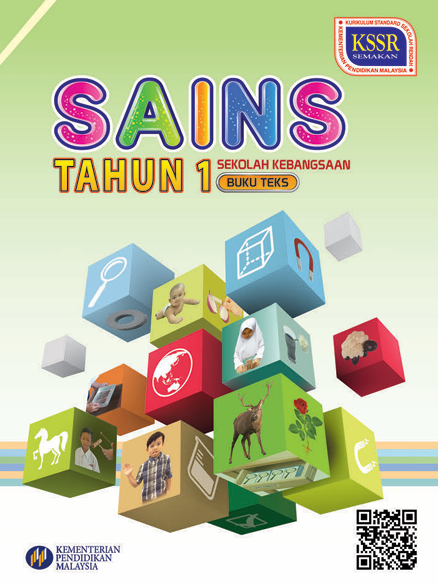 KURIKULUM STANDARD SEKOLAH RENDAH
KSSR
SEMAKAN
KEMENTERIAN PENDIDIKAN MALAYSIA
SAINS
TAHUN 1
SEKOLAH KEBANGSAAN
BUKU TEKS
KEMENTERIAN
PENDIDIKAN
MALAYSIA